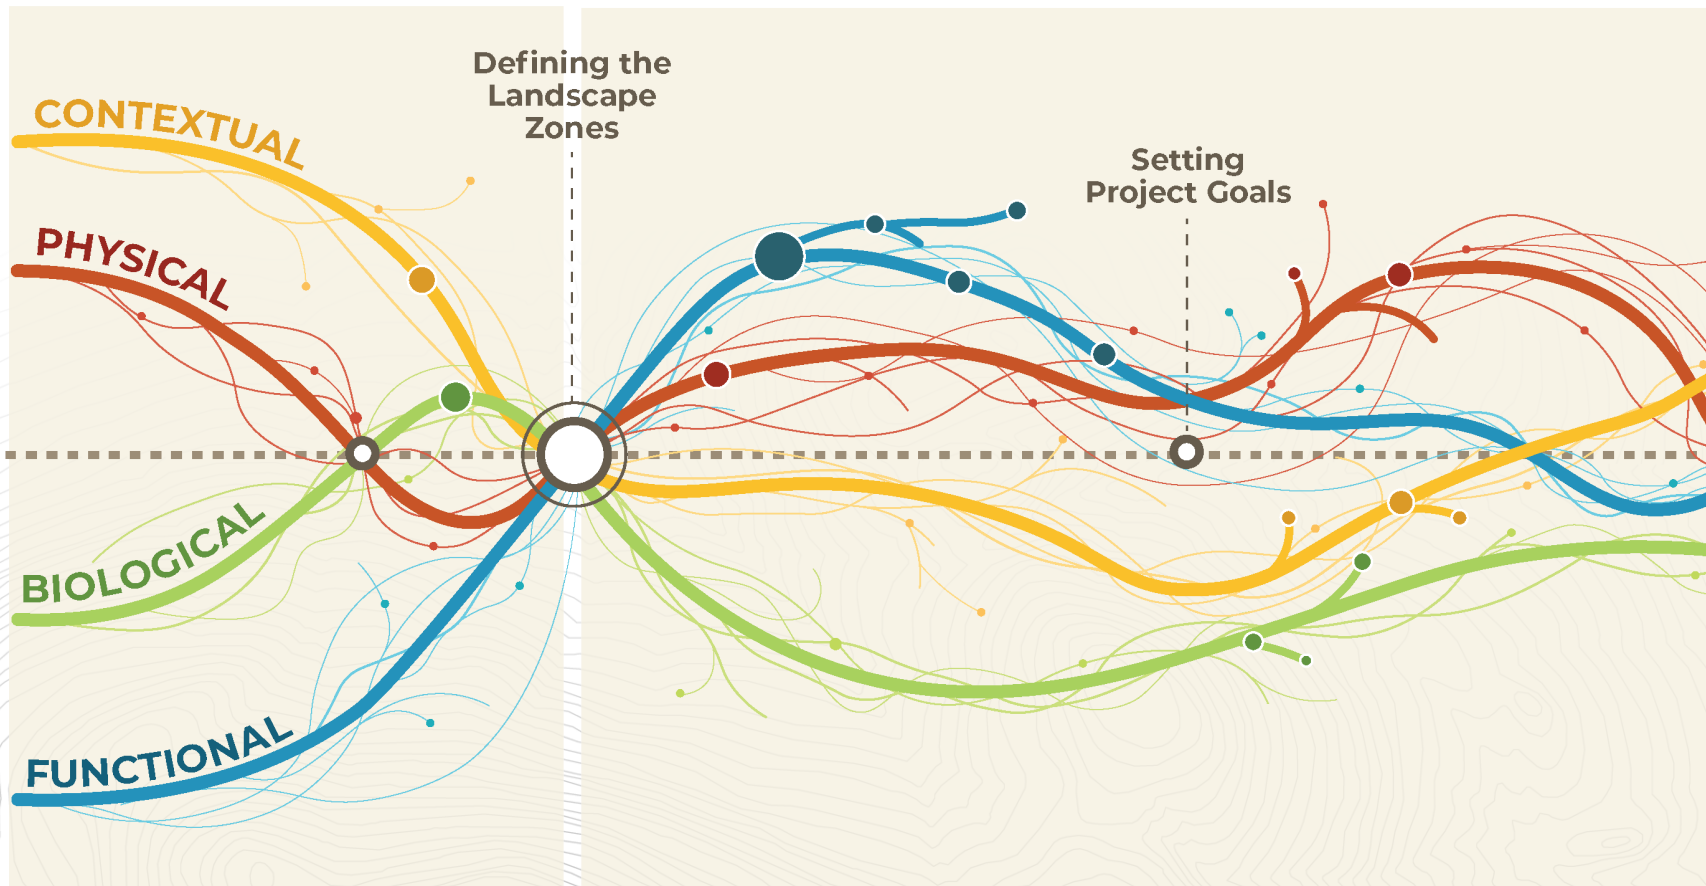 Defining the
Landscape
Zones
CONTEXTUAL
Setting
Project Goals
PHYSICAL
BIOLOGICAL
FUNCTIONAL